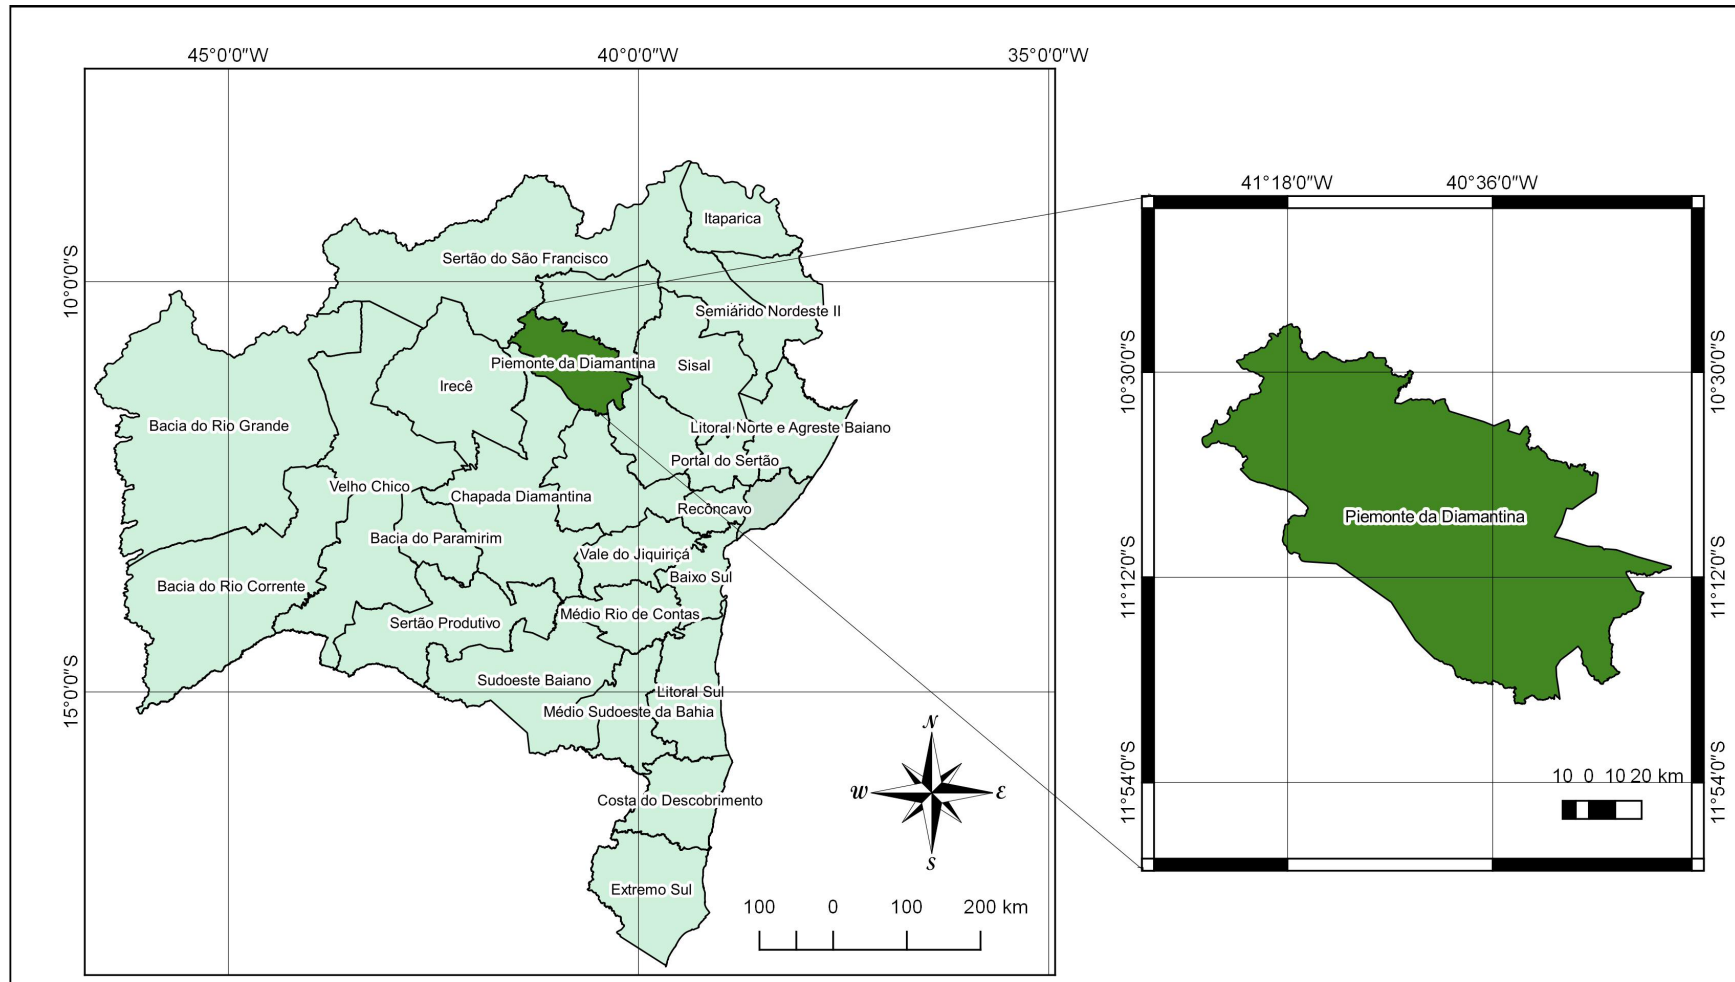 45°0'0"W 40°0'0"W 35°0'0"W
10°0'0"S
15°0'0"S
Itaparica
Sertão do São Francisco
Semiárido Nordeste II
Piemonte da Diamantina
Sisal
Irecê
Bacia do Rio Grande
Litoral Norte e Agreste Baiano
Portal do Sertão
Velho Chico
Chapada Diamantina
Recôncavo
Bacia do Paramirim
Vale do Jiquiriçá
Baixo Sul
Bacia do Rio Corrente
Médio Rio de Contas
Sertão Produtivo
Sudoeste Baiano
Litoral Sul
Médio Sudoeste da Bahia
Costa do Descobrimento
Extremo Sul
N
W E
S
100 0 100 200 km
41°18'0"W 40°36'0"W
10°30'0"S 10°30'0"S
Piemonte da Diamantina
11°12'0"S 11°12'0"S
11°54'0"S 11°54'0"S
10 0 10 20 km